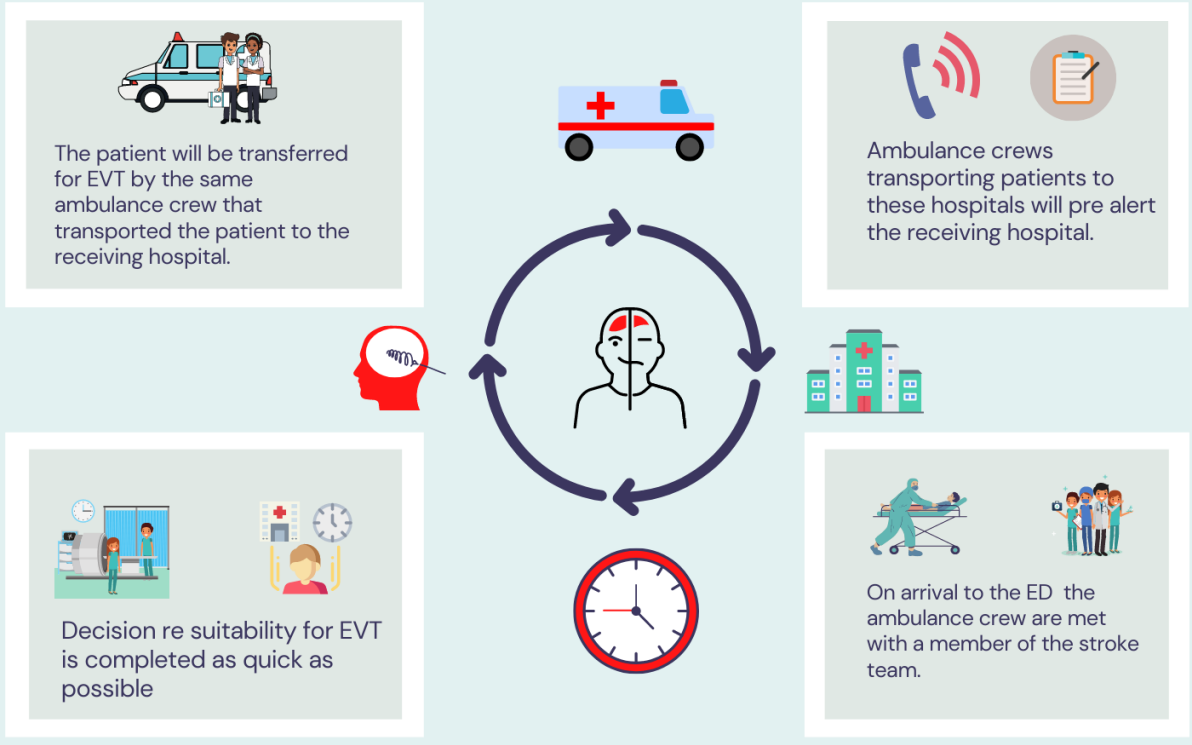 The patient will be transferred
for EVT by the same
ambulance crew that
transported the patient to the
receiving hospital.
Ambulance crews
transporting patients to
these hospitals will pre alert
the receiving hospital.
Decision re suitability for EVT
is completed as quick as
possible
On arrival to the ED the
ambulance crew are met
with a member of the stroke
team.